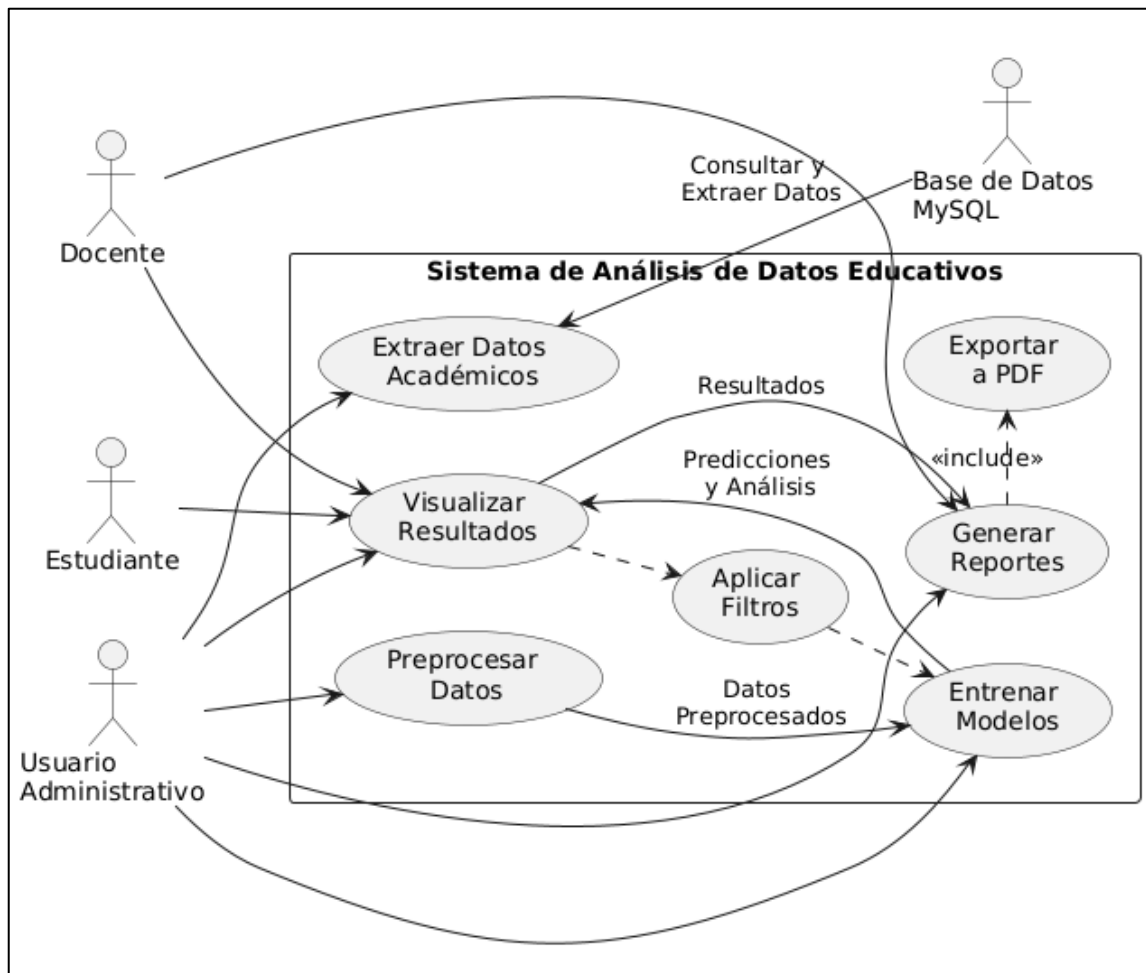 Consultar y
Extraer Datos
Base de Datos
MySQL
Docente
Sistema de Análisis de Datos Educativos
Extraer Datos
Académicos
Exportar
a PDF
Resultados
«include»
Predicciones
y Análisis
Visualizar
Resultados
Generar
Reportes
Estudiante
Aplicar
Filtros
Preprocesar
Datos
Datos
Preprocesados
Entrenar
Modelos
Usuario
Administrativo